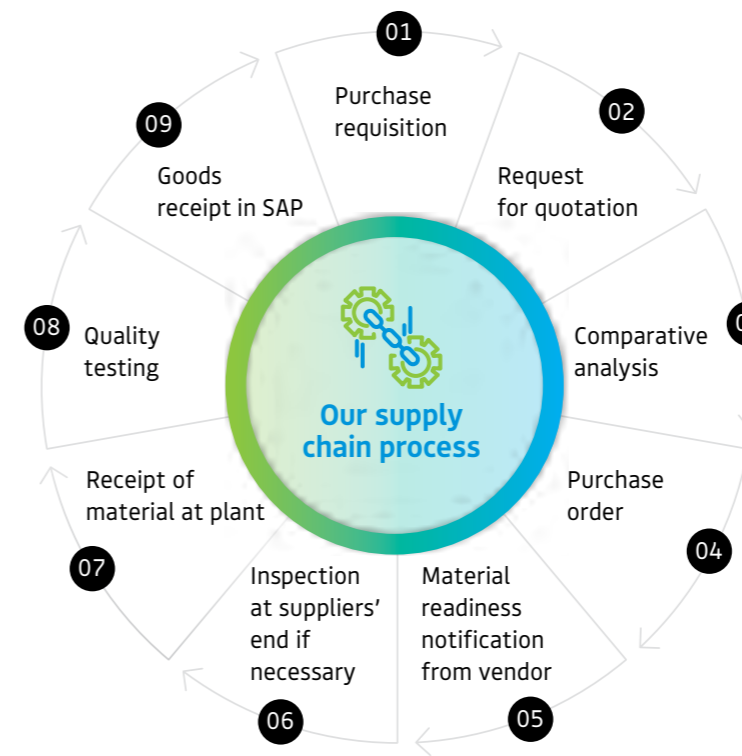 01
Purchase
requisition
02
Request
for quotation
Comparative
analysis
04
Purchase
order
05
Material
readiness
notification
from vendor
06
Inspection
at suppliers’
end if
necessary
07
Receipt of
material at plant
08
Quality
testing
09
Goods
receipt in SAP
Our supply
chain process